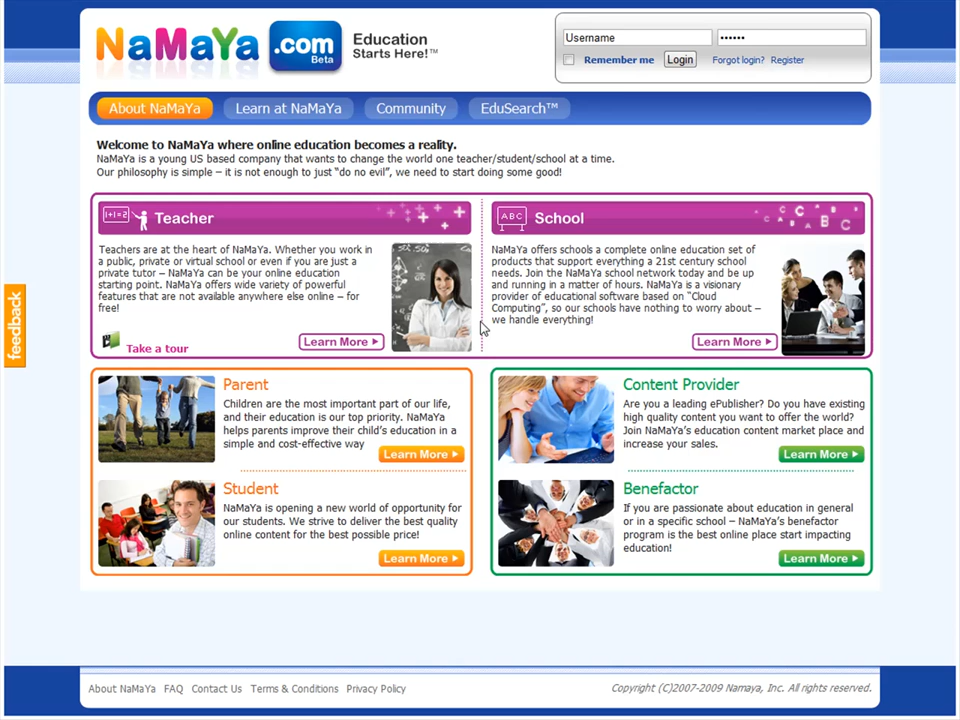 NaMaYa .com Beta
Education
Starts Here!™
Username ••••••
Remember me Login Forgot login? Register
About NaMaYa Learn at NaMaYa Community EduSearch™
Welcome to NaMaYa where online education becomes a reality.
NaMaYa is a young US based company that wants to change the world one teacher/student/school at a time.
Our philosophy is simple – it is not enough to just “do no evil”, we need to start doing some good!
feedback
1+1=2 Teacher
Teachers are at the heart of NaMaYa. Whether you work in
a public, private or virtual school or even if you are just a
private tutor – NaMaYa can be your online education
starting point. NaMaYa offers wide variety of powerful
features that are not available anywhere else online – for
free!
Take a tour
Learn More
ABC School
NaMaYa offers schools a complete online education set of
products that support everything a 21st century school
needs. Join the NaMaYa school network today and be up
and running in a matter of hours. NaMaYa is a visionary
provider of educational software based on “Cloud
Computing”, so our schools have nothing to worry about –
we handle everything!
Learn More
Parent
Children are the most important part of our life,
and their education is our top priority. NaMaYa
helps parents improve their child’s education in a
simple and cost-effective way
Learn More
Student
NaMaYa is opening a new world of opportunity for
our students. We strive to deliver the best quality
online content for the best possible price!
Learn More
Content Provider
Are you a leading ePublisher? Do you have existing
high quality content you want to offer the world?
Join NaMaYa’s education content market place and
increase your sales.
Learn More
Benefactor
If you are passionate about education in general
or in a specific school – NaMaYa’s benefactor
program is the best online place start impacting
education!
Learn More
About NaMaYa FAQ Contact Us Terms & Conditions Privacy Policy
Copyright (C)2007-2009 Namaya, Inc. All rights reserved.